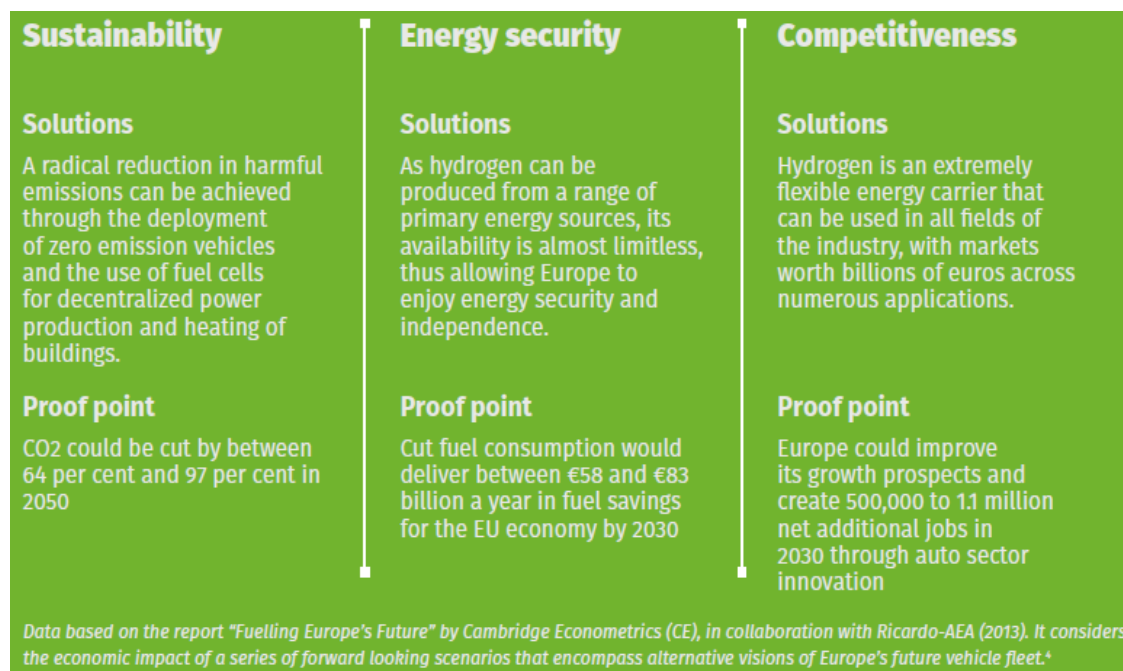 Sustainability
Solutions
A radical reduction in harmful
emissions can be achieved
through the deployment
of zero emission vehicles
and the use of fuel cells
for decentralized power
production and heating of
buildings.
Proof point
CO2 could be cut by between
64 per cent and 97 per cent in
2050
Energy security
Solutions
As hydrogen can be
produced from a range of
primary energy sources, its
availability is almost limitless,
thus allowing Europe to
enjoy energy security and
independence.
Proof point
Cut fuel consumption would
deliver between €58 and €83
billion a year in fuel savings
for the EU economy by 2030
Competitiveness
Solutions
Hydrogen is an extremely
flexible energy carrier that
can be used in all fields of
the industry, with markets
worth billions of euros across
numerous applications.
Proof point
Europe could improve
its growth prospects and
create 500,000 to 1.1 million
net additional jobs in
2030 through auto sector
innovation
Data based on the report “Fuelling Europe’s Future” by Cambridge Econometrics (CE), in collaboration with Ricardo-AEA (2013). It considers
the economic impact of a series of forward looking scenarios that encompass alternative visions of Europe’s future vehicle fleet.⁴